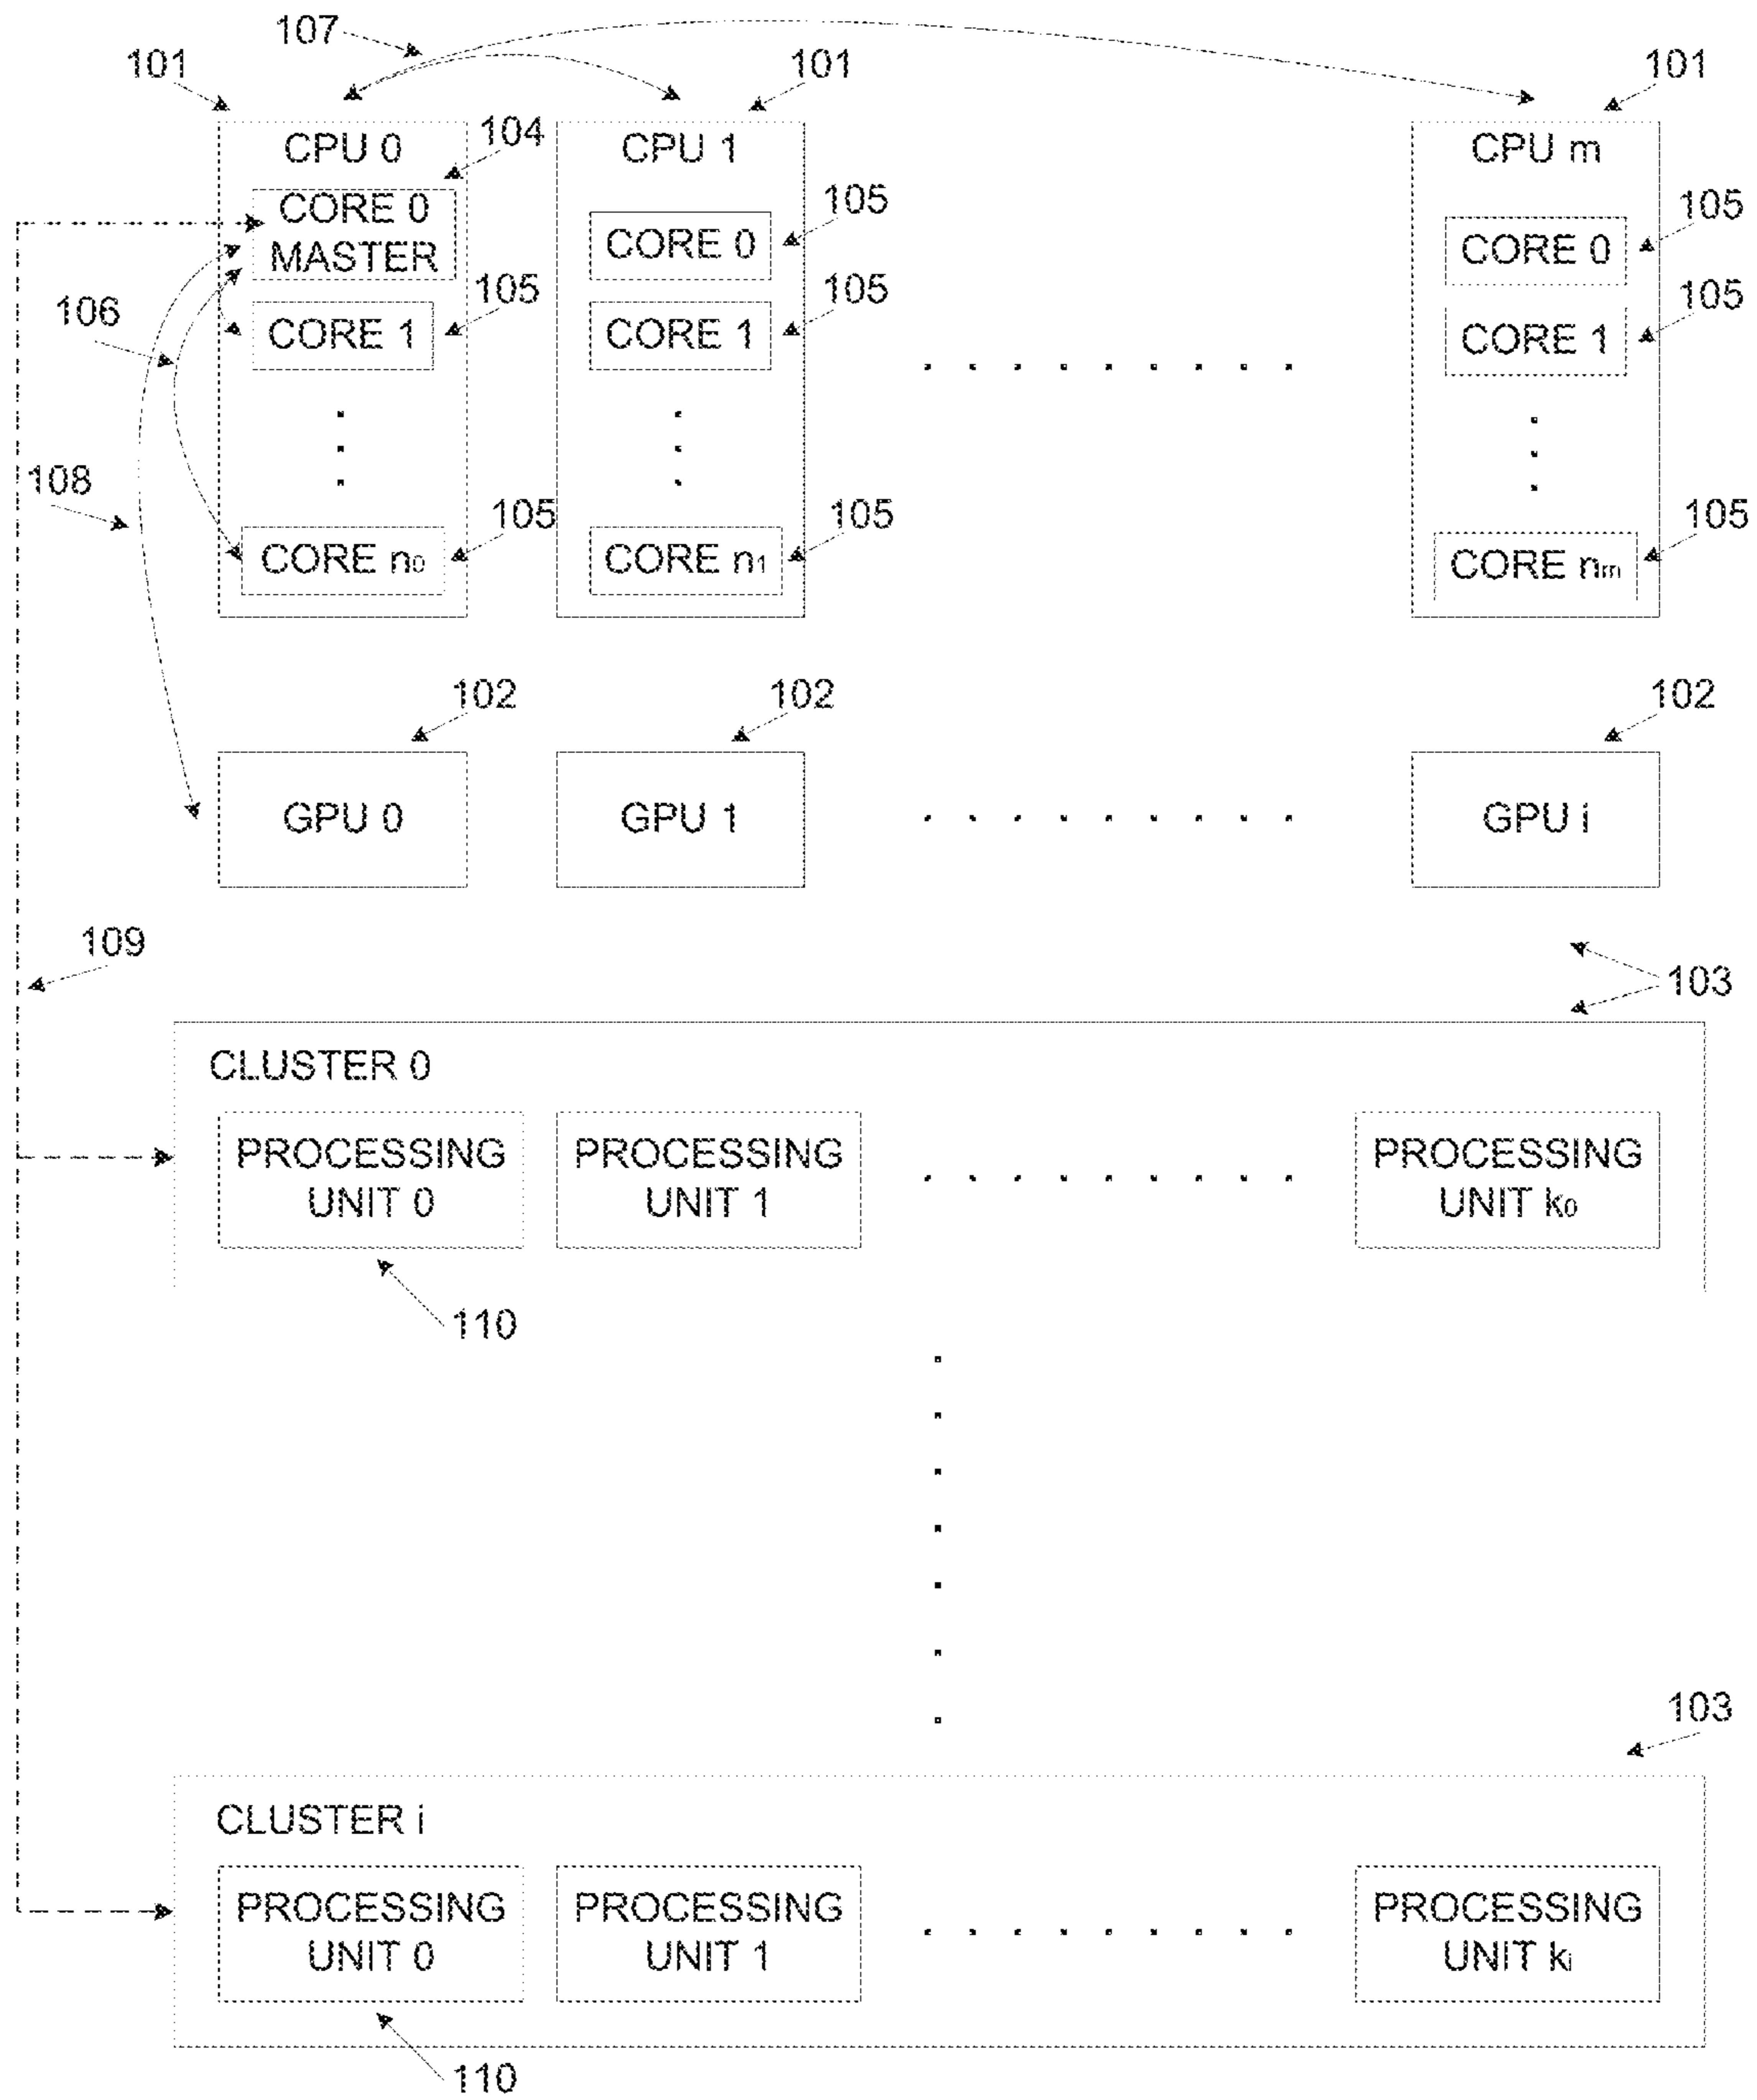 107
101
101
101
CPU 0
104
CPU 1
CPU m
CORE 0
MASTER
105
CORE 0
105
CORE 0
106
105
CORE 1
105
CORE 1
105
CORE 1
108
105
CORE n₀
105
CORE n₁
105
CORE nₘ
102
102
102
GPU 0
GPU 1
GPU i
109
103
CLUSTER 0
PROCESSING
UNIT 0
PROCESSING
UNIT 1
PROCESSING
UNIT k₀
110
103
CLUSTER i
PROCESSING
UNIT 0
PROCESSING
UNIT 1
PROCESSING
UNIT kᵢ
110